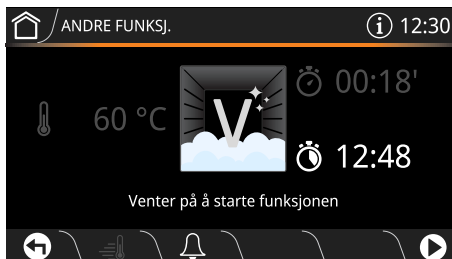 ANDRE FUNKSJ.
i 12:30
00:18'
60 °C
V
12:48
Venter på å starte funksjonen